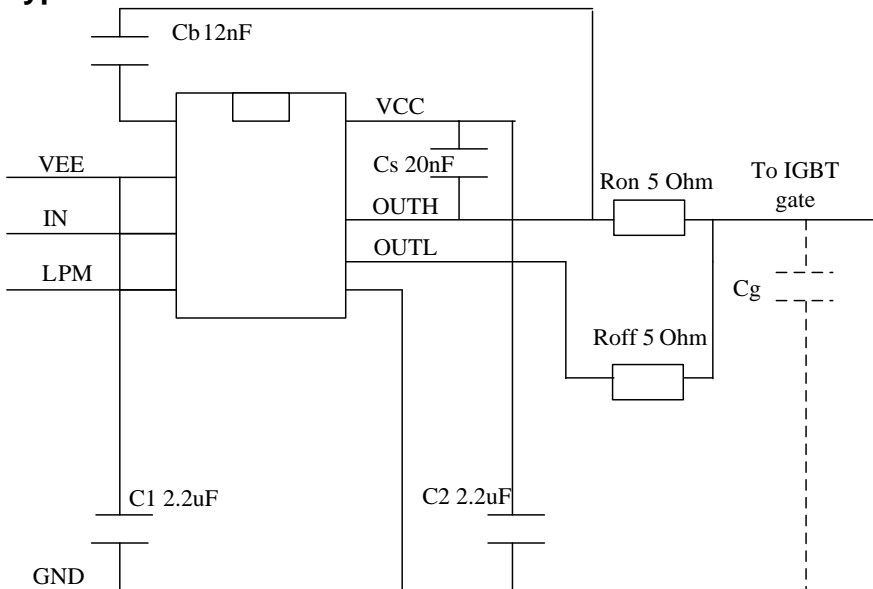 Cb 12nF
VCC
VEE
Cs 20nF
Ron 5 Ohm
To IGBT
gate
IN
OUTH
OUTL
LPM
Cg
Roff 5 Ohm
C1 2.2uF
C2 2.2uF
GND